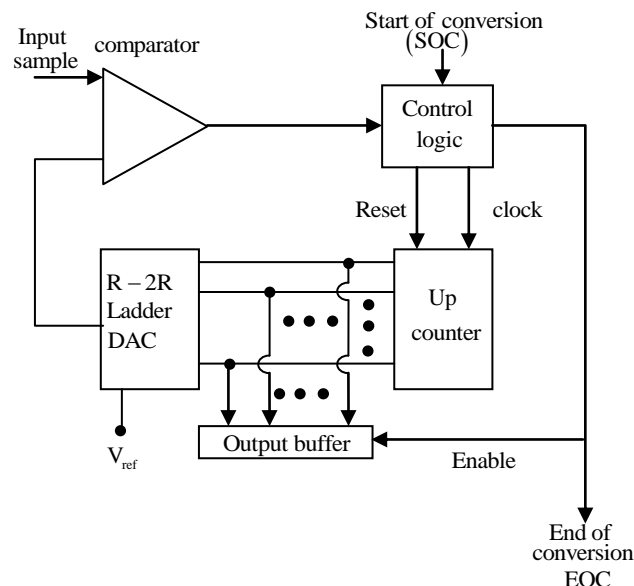 Start of conversion
(SOC)
Input
sample
comparator
Control
logic
Reset
clock
R – 2R
Ladder
DAC
Up
counter
Output buffer
Enable
Vref
End of
conversion
EOC